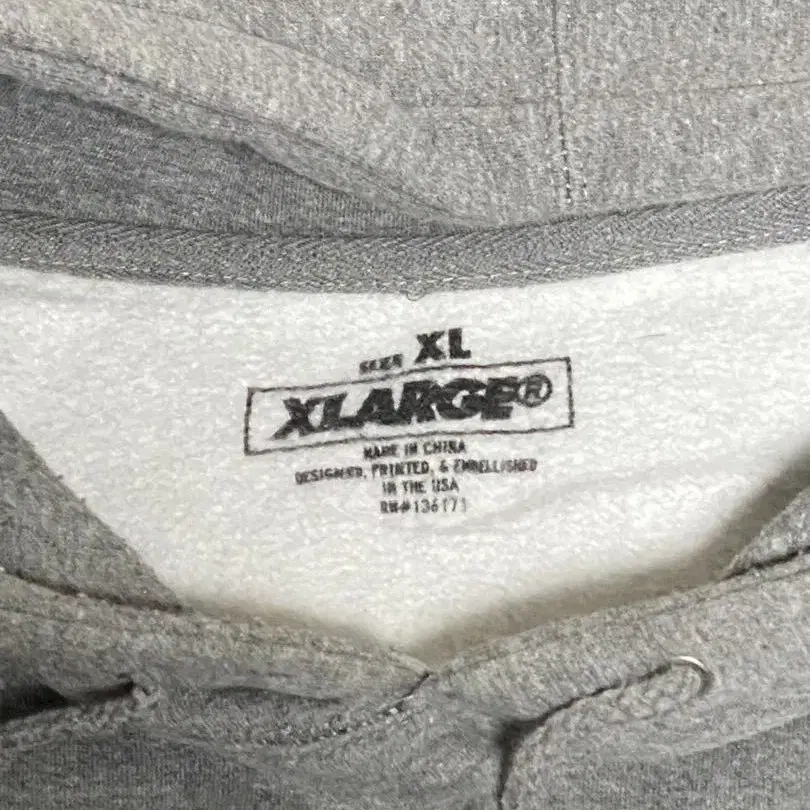 SIZE XL
XLARGE®
MADE IN CHINA
DESIGNED, PRINTED, & EMBELLISHED
IN THE USA
RN#136171